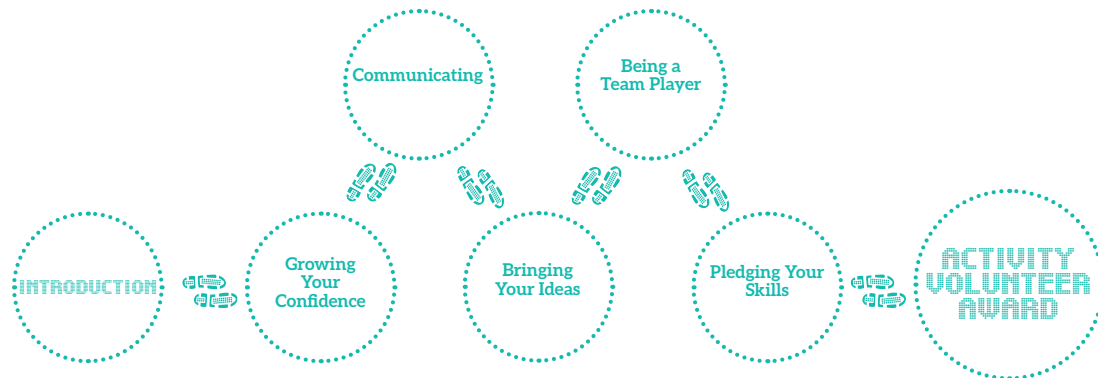 INTRODUCTION
Growing
Your
Confidence
Communicating
Bringing
Your Ideas
Being a
Team Player
Pledging Your
Skills
ACTIVITY
VOLUNTEER
AWARD